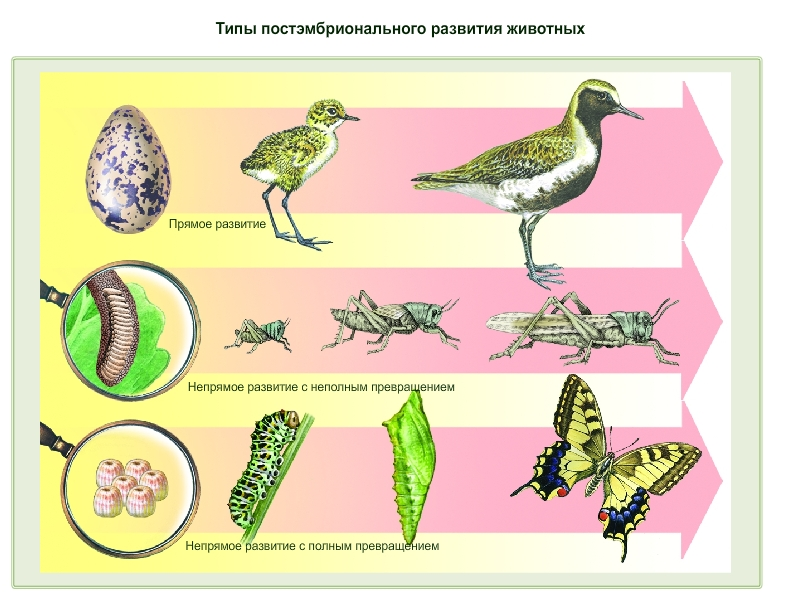 Типы постэмбрионального развития животных
Прямое развитие
Непрямое развитие с неполным превращением
Непрямое развитие с полным превращением